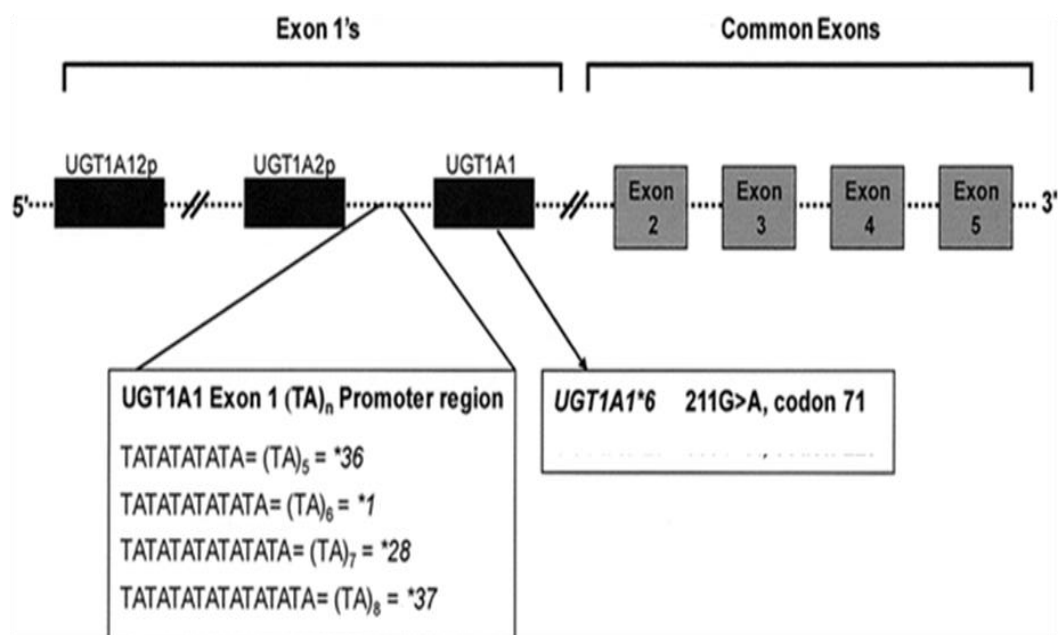 Exon 1's Common Exons
UGT1A12p UGT1A2p UGT1A1
5' Exon 2 Exon 3 Exon 4 Exon 5 3'
UGT1A1 Exon 1 (TA)n Promoter region
TATATATATA= (TA)5 = *36
TATATATATATA= (TA)6 = *1
TATATATATATATA= (TA)7 = *28
TATATATATATATATA= (TA)8 = *37
UGT1A1*6 211G>A, codon 71